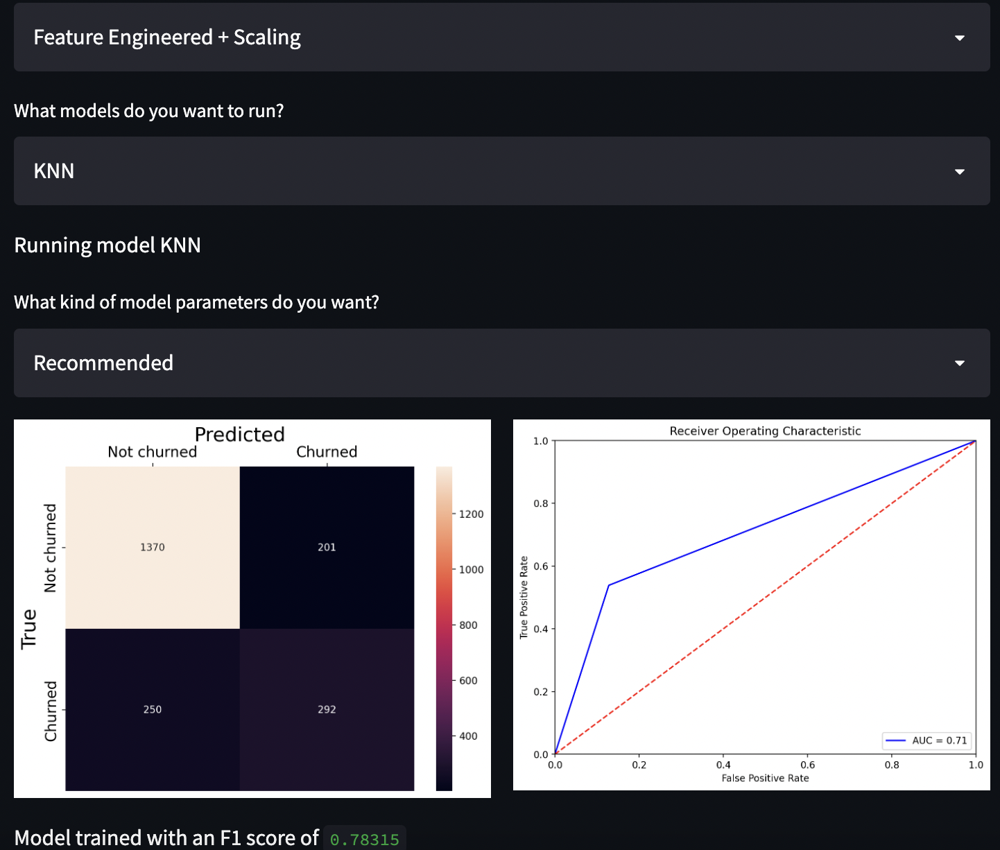 Feature Engineered + Scaling
What models do you want to run?
KNN
Running model KNN
What kind of model parameters do you want?
Recommended
Predicted
Not churned Churned
True
Not churned
Churned
1370 201
250 292
1200
1000
800
600
400
Receiver Operating Characteristic
True Positive Rate
1.0
0.8
0.6
0.4
0.2
0.0
0.0 0.2 0.4 0.6 0.8 1.0
False Positive Rate
AUC = 0.71
Model trained with an F1 score of 0.78315